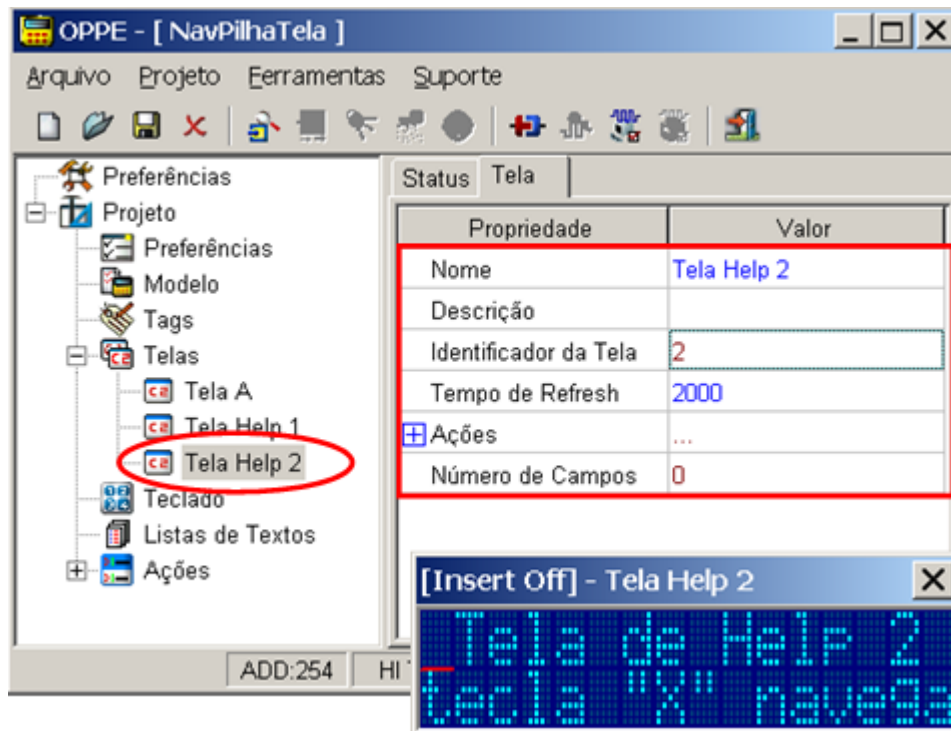 OPPE - [ NavPilhaTela ]
Arquivo Projeto Ferramentas Suporte
Preferências
Projeto
Preferências
Modelo
Tags
Telas
Tela A
Tela Help 1
Tela Help 2
Teclado
Listas de Textos
Ações
Status Tela
Propriedade Valor
Nome Tela Help 2
Descrição
Identificador da Tela 2
Tempo de Refresh 2000
Ações ...
Número de Campos 0
ADD:254 HI
[Insert Off] - Tela Help 2
Tela de Help 2
tecla "X" navega